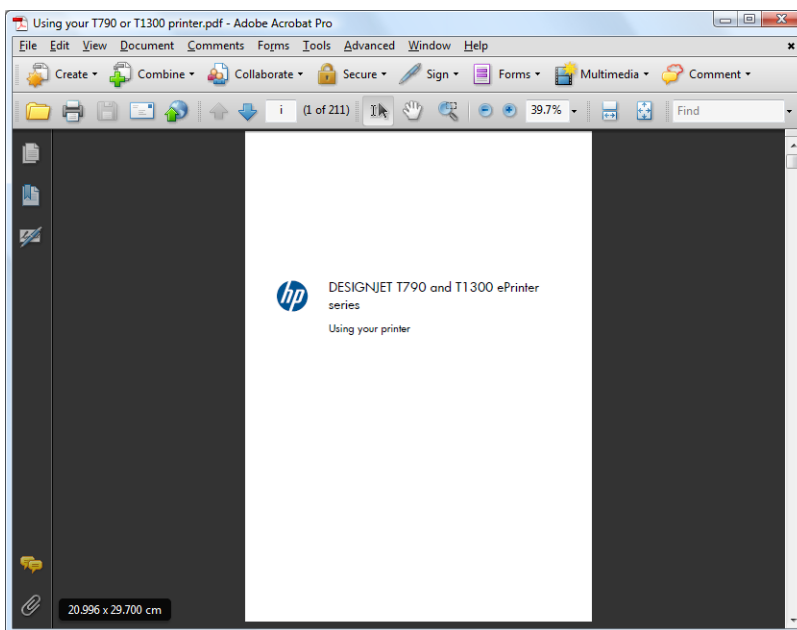 Using your T790 or T1300 printer.pdf - Adobe Acrobat Pro
File Edit View Document Comments Forms Tools Advanced Window Help
Create Combine Collaborate Secure Sign Forms Multimedia Comment
i (1 of 211) 39.7% Find
hp
DESIGNJET T790 and T1300 ePrinter
series
Using your printer
20.996 x 29.700 cm